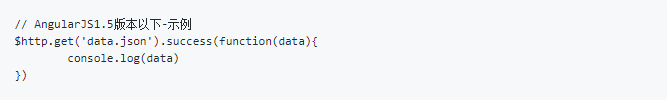 // AngularJS1.5版本以下-示例
$http.get('data.json').success(function(data){
        console.log(data)
})